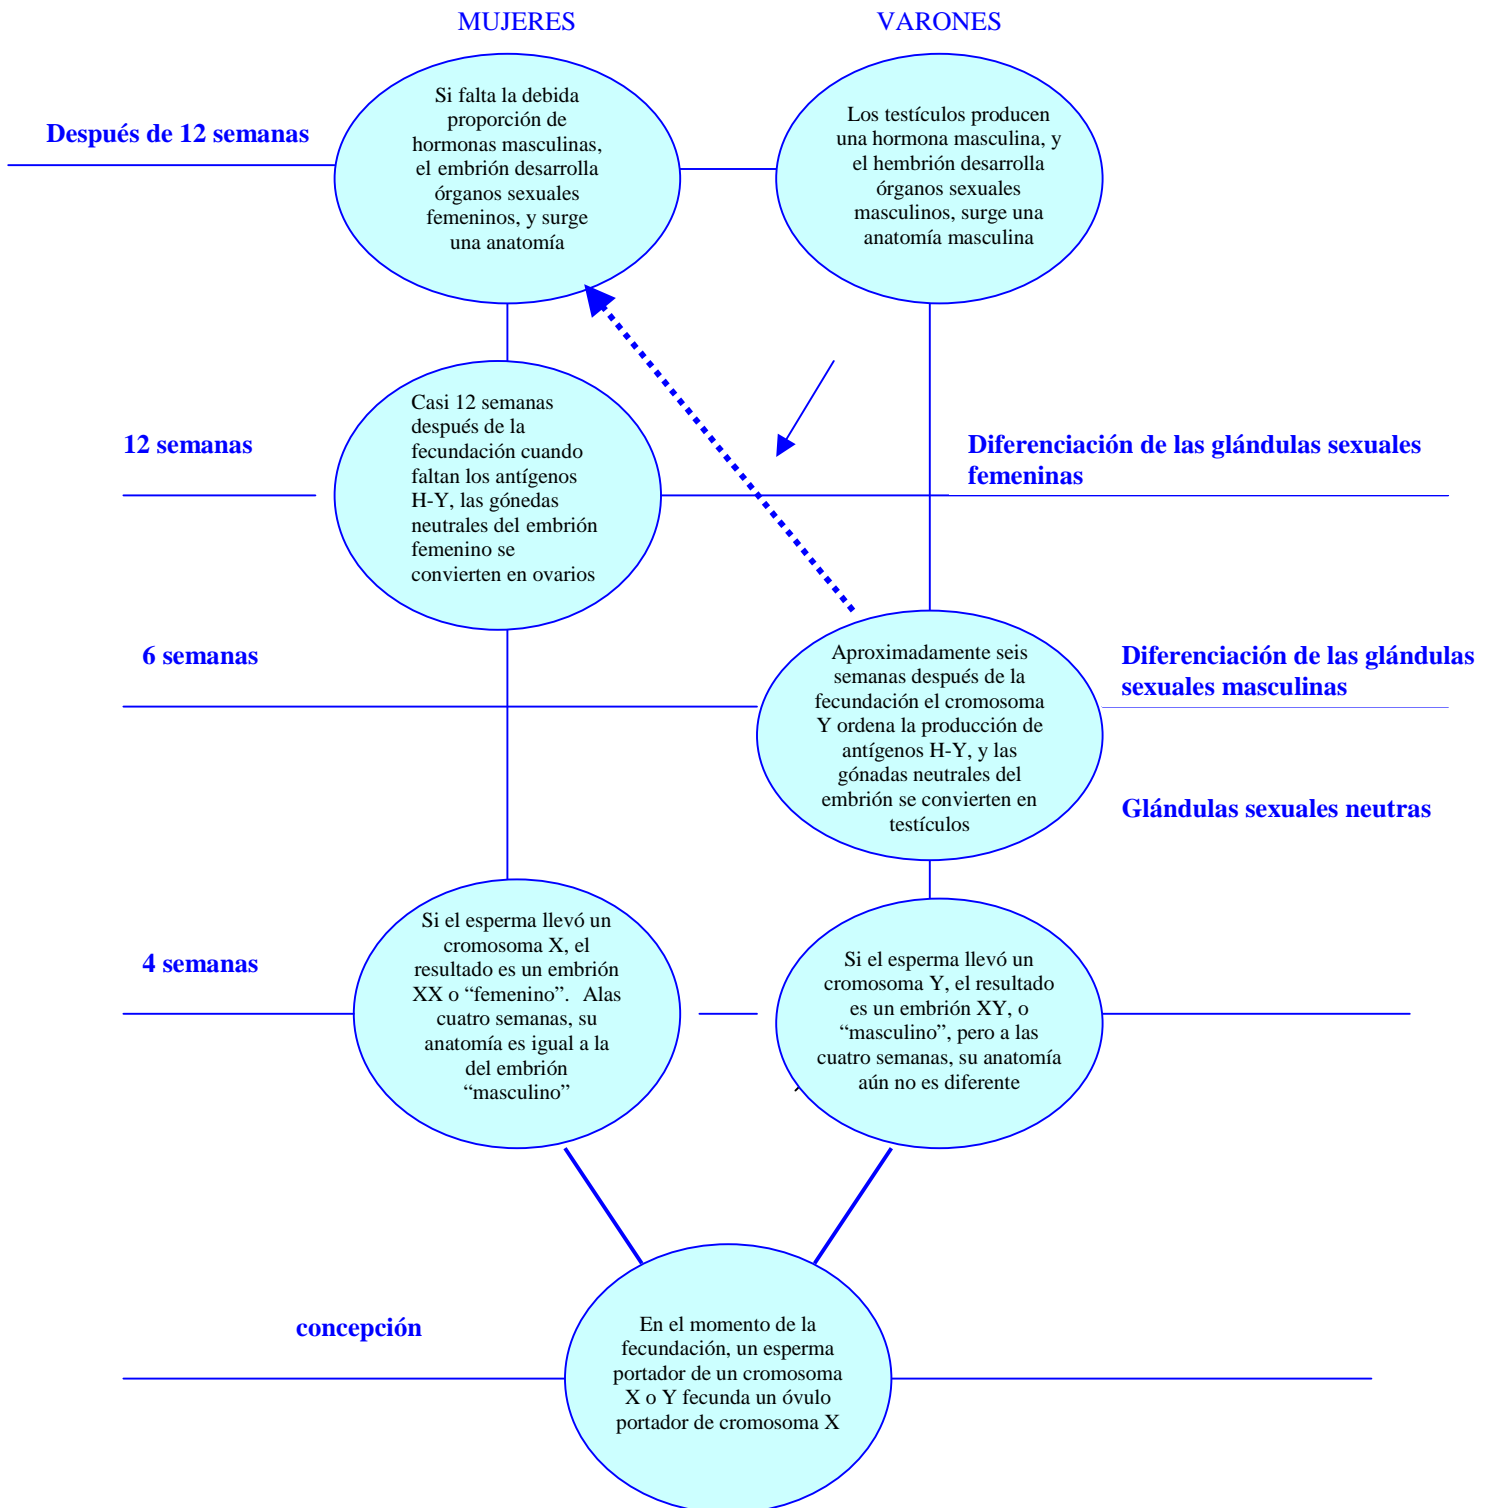 MUJERES
VARONES
Después de 12 semanas
Si falta la debida
proporción de
hormonas masculinas,
el embrión desarrolla
órganos sexuales
femeninos, y surge
una anatomía
Los testículos producen
una hormona masculina, y
el hembrión desarrolla
órganos sexuales
masculinos, surge una
anatomía masculina
12 semanas
Casi 12 semanas
después de la
fecundación cuando
faltan los antígenos
H-Y, las gónedas
neutrales del embrión
femenino se
convierten en ovarios
Diferenciación de las glándulas sexuales
femeninas
6 semanas
Aproximadamente seis
semanas después de la
fecundación el cromosoma
Y ordena la producción de
antígenos H-Y, y las
gónadas neutrales del
embrión se convierten en
testículos
Diferenciación de las glándulas
sexuales masculinas
Glándulas sexuales neutras
4 semanas
Si el esperma llevó un
cromosoma X, el
resultado es un embrión
XX o “femenino”. Alas
cuatro semanas, su
anatomía es igual a la
del embrión
“masculino”
Si el esperma llevó un
cromosoma Y, el resultado
es un embrión XY, o
“masculino”, pero a las
cuatro semanas, su anatomía
aún no es diferente
concepción
En el momento de la
fecundación, un esperma
portador de un cromosoma
X o Y fecunda un óvulo
portador de cromosoma X